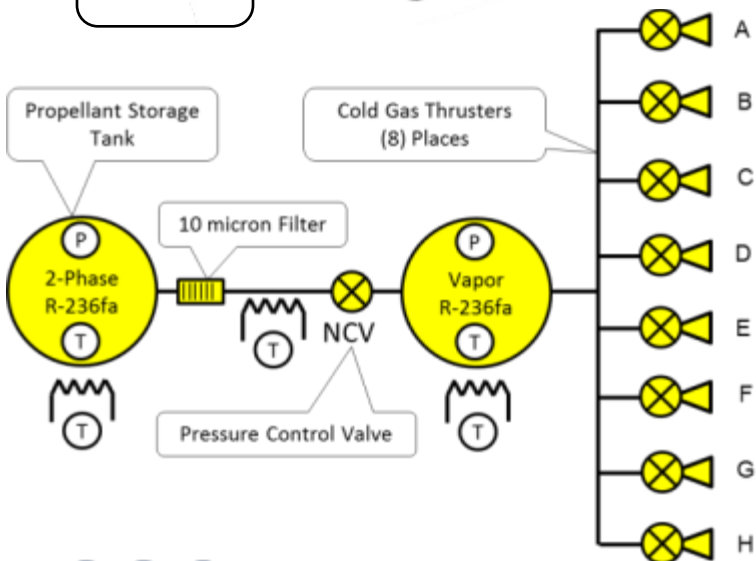 A
B
C
D
E
F
G
H
Propellant Storage
Tank
Cold Gas Thrusters
(8) Places
10 micron Filter
P
2-Phase
R-236fa
T
T
T
NCV
P
Vapor
R-236fa
T
T
Pressure Control Valve